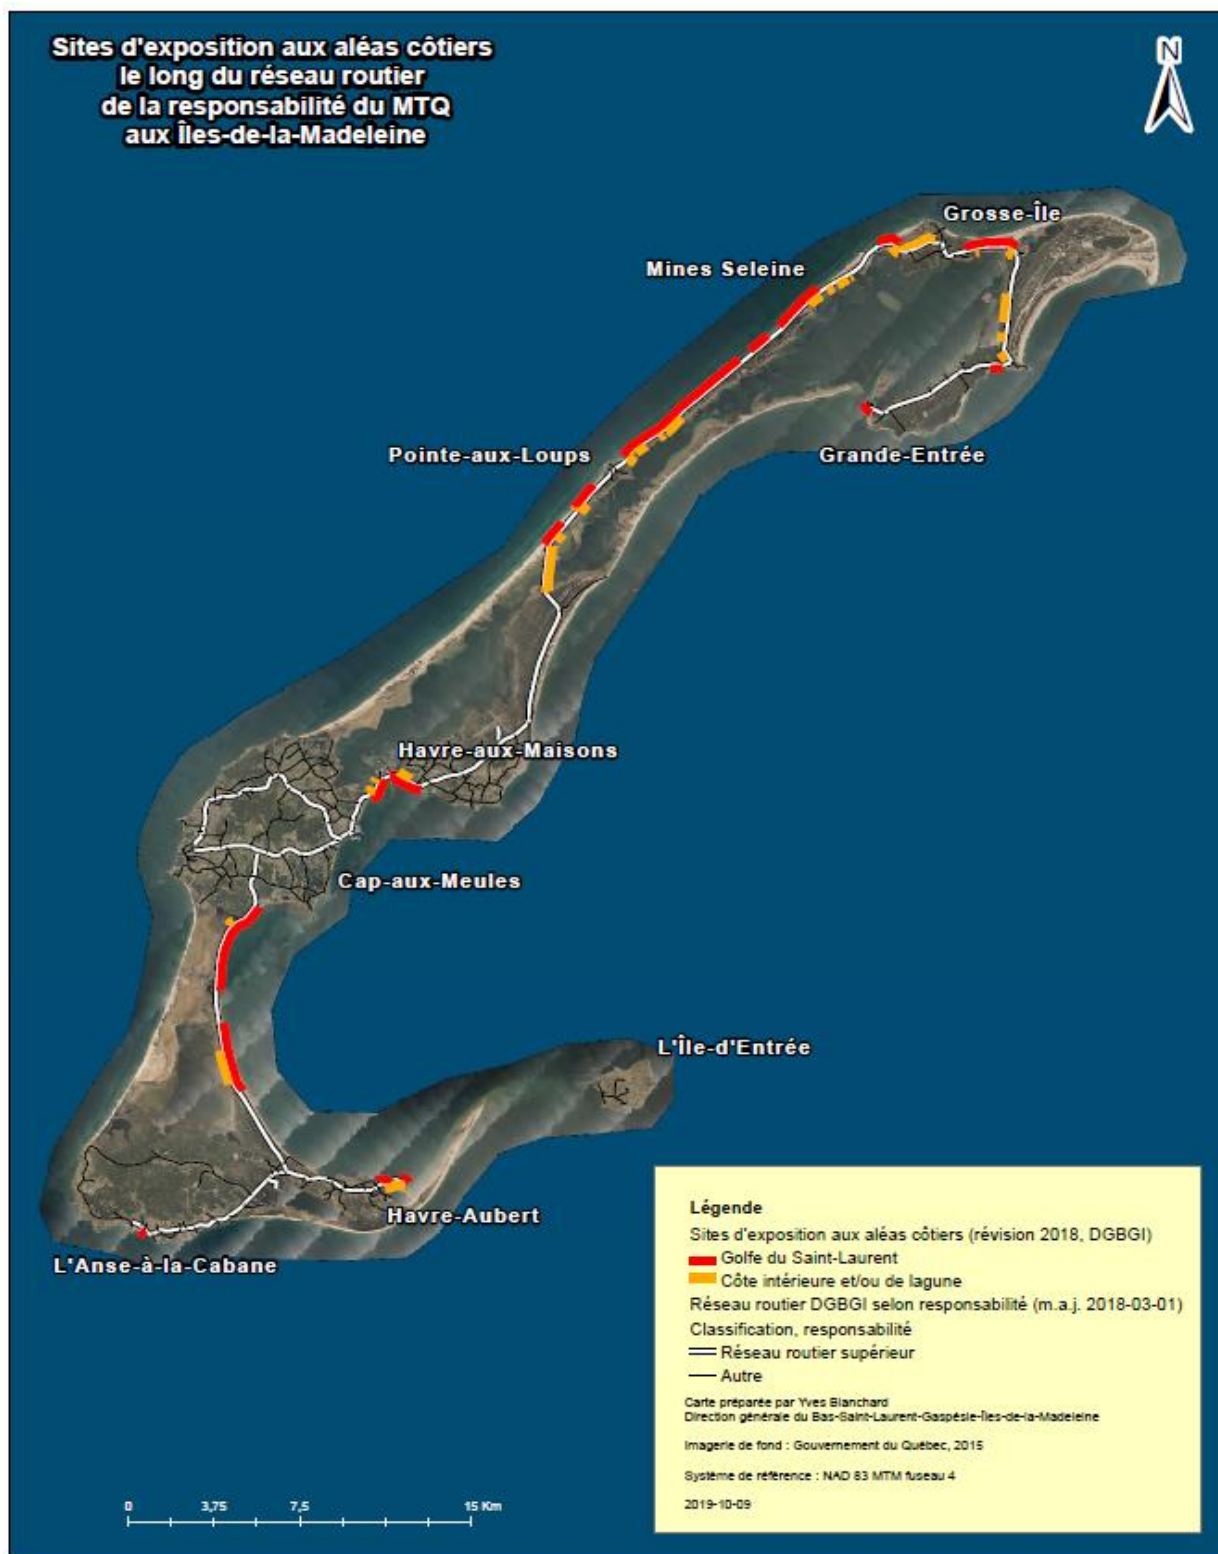 Sites d'exposition aux aléas côtiers
le long du réseau routier
de la responsabilité du MTQ
aux Îles-de-la-Madeleine
N
Grosse-Île
Mines Seleine
Pointe-aux-Loups
Grande-Entrée
Havre-aux-Maisons
Cap-aux-Meules
L'Île-d'Entrée
Havre-Aubert
L'Anse-à-la-Cabane
Légende
Sites d'exposition aux aléas côtiers (révision 2018, DGBGI)
Golfe du Saint-Laurent
Côte intérieure et/ou de lagune
Réseau routier DGBGI selon responsabilité (m.a.j. 2018-03-01)
Classification, responsabilité
Réseau routier supérieur
Autre
Carte préparée par Yves Blanchard
Direction générale du Bas-Saint-Laurent-Gaspésie-Îles-de-la-Madeleine
Imagerie de fond : Gouvernement du Québec, 2015
Système de référence : NAD 83 MTM fuseau 4
2019-10-09
0 3,75 7,5 15 Km